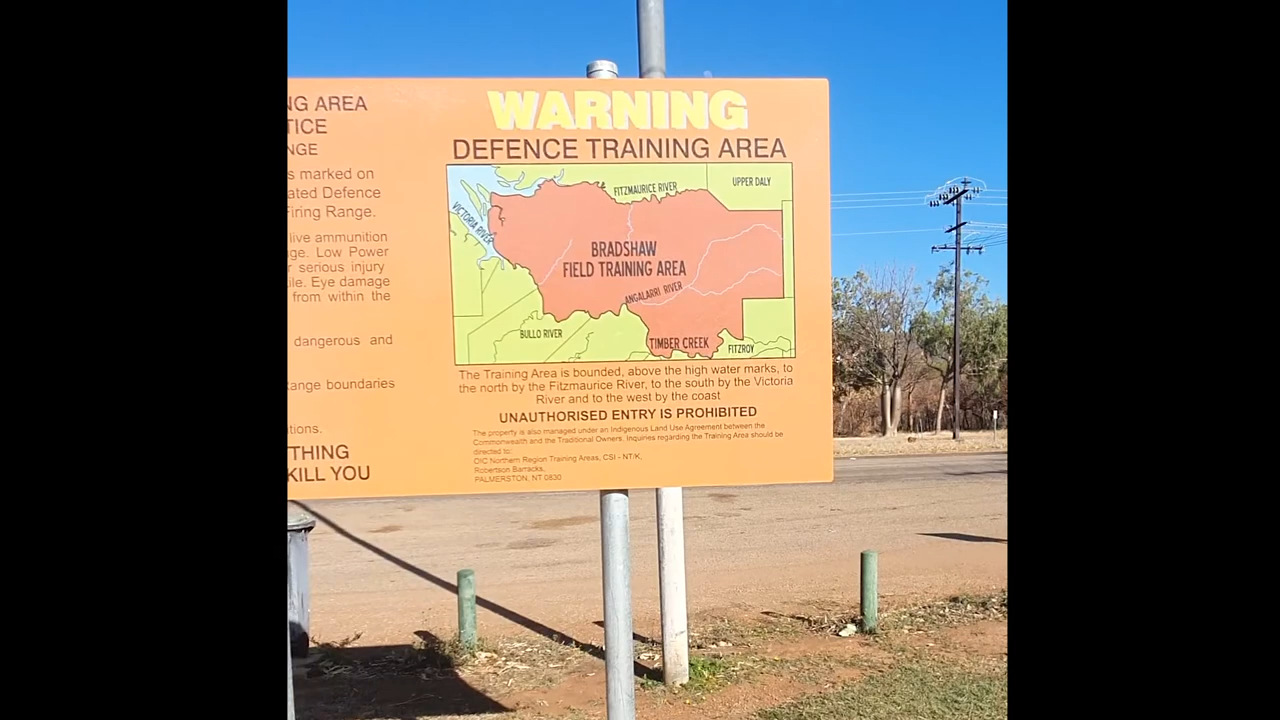 NG AREA
TICE
NGE
s marked on
ated Defence
Firing Range.
live ammunition
ge. Low Power
r serious injury
ile. Eye damage
from within the
dangerous and
Range boundaries
tions.
THING
KILL YOU
WARNING
DEFENCE TRAINING AREA
FITZMAURICE RIVER
UPPER DALY
VICTORIA RIVER
BRADSHAW
FIELD TRAINING AREA
ANGALARRI RIVER
BULLO RIVER
TIMBER CREEK
FITZROY
The Training Area is bounded, above the high water marks, to
the north by the Fitzmaurice River, to the south by the Victoria
River and to the west by the coast
UNAUTHORISED ENTRY IS PROHIBITED
The property is also managed under an Indigenous Land Use Agreement between the
Commonwealth and the Traditional Owners. Inquiries regarding the Training Area should be
directed to:
OIC Northern Region Training Areas, CSI - NT/K,
Robertson Barracks,
PALMERSTON, NT 0830